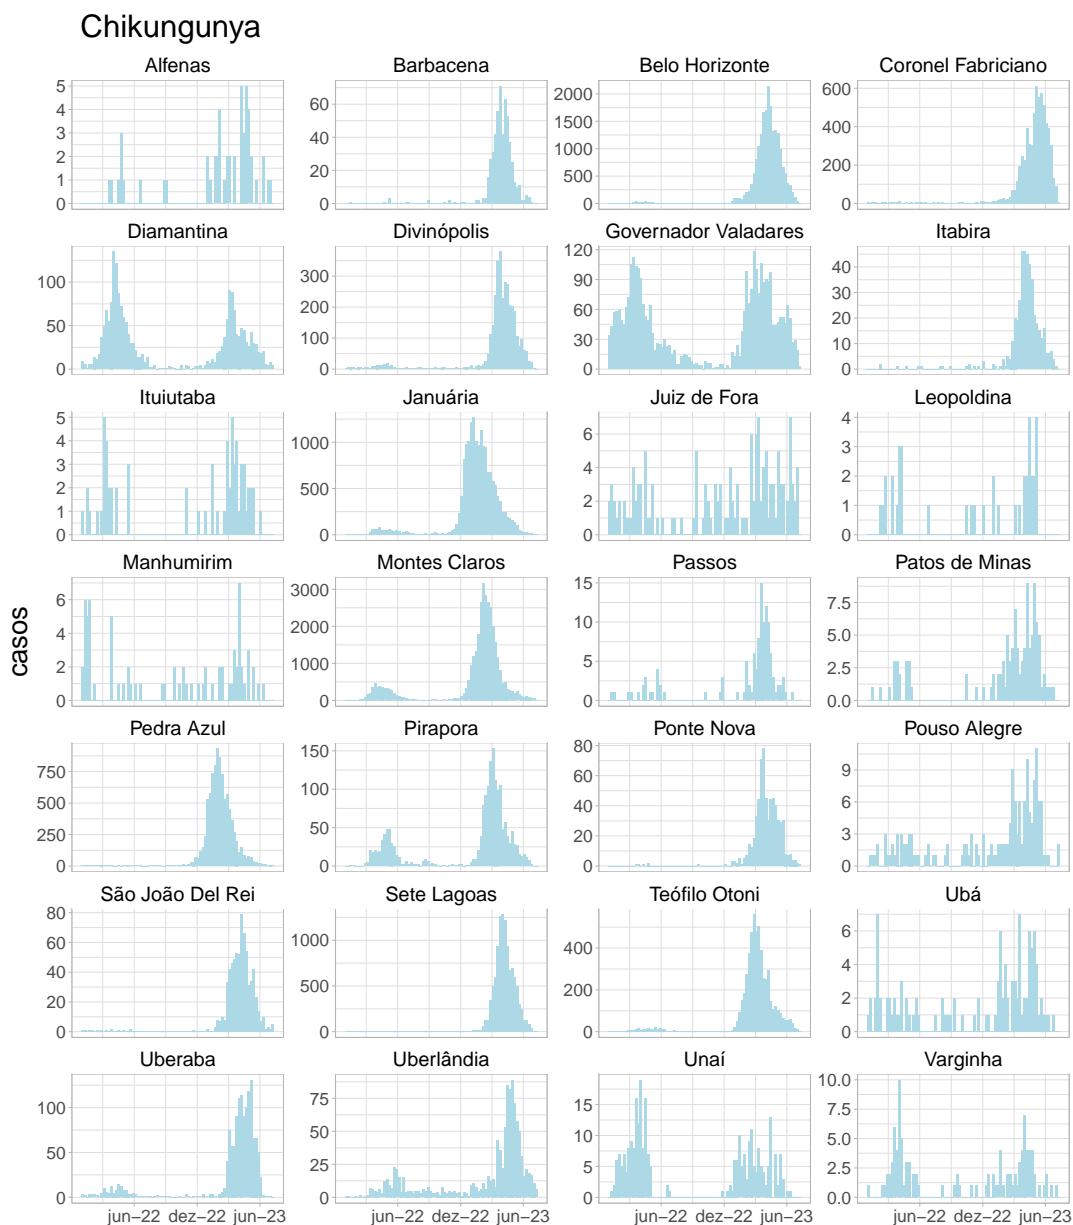 Chikungunya
Alfenas Barbacena Belo Horizonte Coronel Fabriciano
5 4 3 2 1 0
60 40 20 0
2000 1500 1000 500 0
600 400 200 0
Diamantina Divinópolis Governador Valadares Itabira
100 50 0
300 200 100 0
120 90 60 30 0
40 30 20 10 0
Ituiutaba Januária Juiz de Fora Leopoldina
5 4 3 2 1 0
1000 500 0
6 4 2 0
4 3 2 1 0
Manhumirim Montes Claros Passos Patos de Minas
6 4 2 0
3000 2000 1000 0
15 10 5 0
7.5 5.0 2.5 0.0
casos
Pedra Azul Pirapora Ponte Nova Pouso Alegre
750 500 250 0
150 100 50 0
80 60 40 20 0
9 6 3 0
São João Del Rei Sete Lagoas Teófilo Otoni Ubá
80 60 40 20 0
1000 500 0
400 200 0
6 4 2 0
Uberaba Uberlândia Unaí Varginha
100 50 0
75 50 25 0
15 10 5 0
10.0 7.5 5.0 2.5 0.0
jun−22 dez−22 jun−23 jun−22 dez−22 jun−23 jun−22 dez−22 jun−23 jun−22 dez−22 jun−23